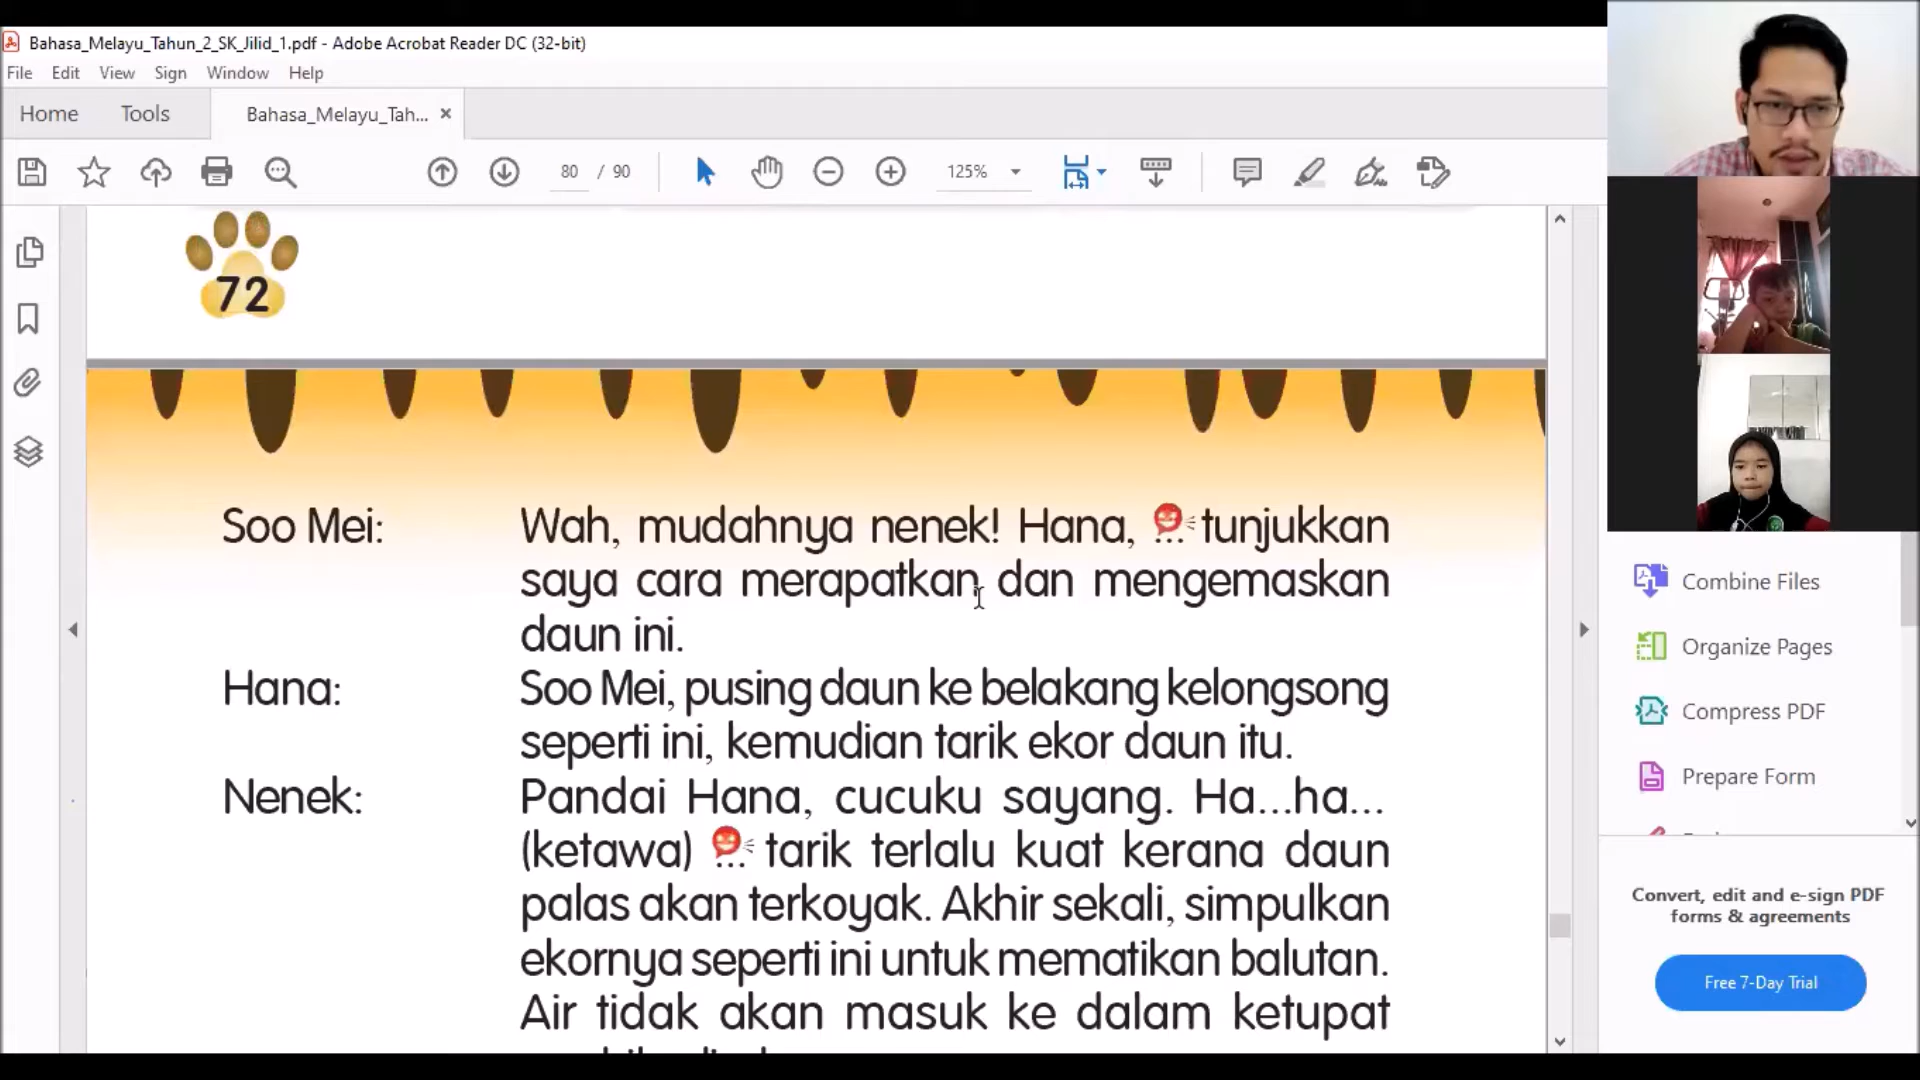 Bahasa_Melayu_Tahun_2_SK_Jilid_1.pdf - Adobe Acrobat Reader DC (32-bit)
File Edit View Sign Window Help
Home Tools Bahasa_Melayu_Tah... ×
80 / 90 125%
72
Soo Mei: Wah, mudahnya nenek! Hana, ... tunjukkan
saya cara merapatkan dan mengemaskan
daun ini.
Hana: Soo Mei, pusing daun ke belakang kelongsong
seperti ini, kemudian tarik ekor daun itu.
Nenek: Pandai Hana, cucuku sayang. Ha...ha...
(ketawa) ... tarik terlalu kuat kerana daun
palas akan terkoyak. Akhir sekali, simpulkan
ekornya seperti ini untuk mematikan balutan.
Air tidak akan masuk ke dalam ketupat
Combine Files
Organize Pages
Compress PDF
Prepare Form
Convert, edit and e-sign PDF
forms & agreements
Free 7-Day Trial